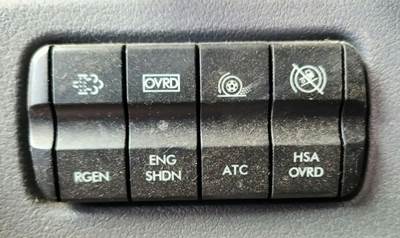 OVRD
RGEN
ENG
SHDN
ATC
HSA
OVRD